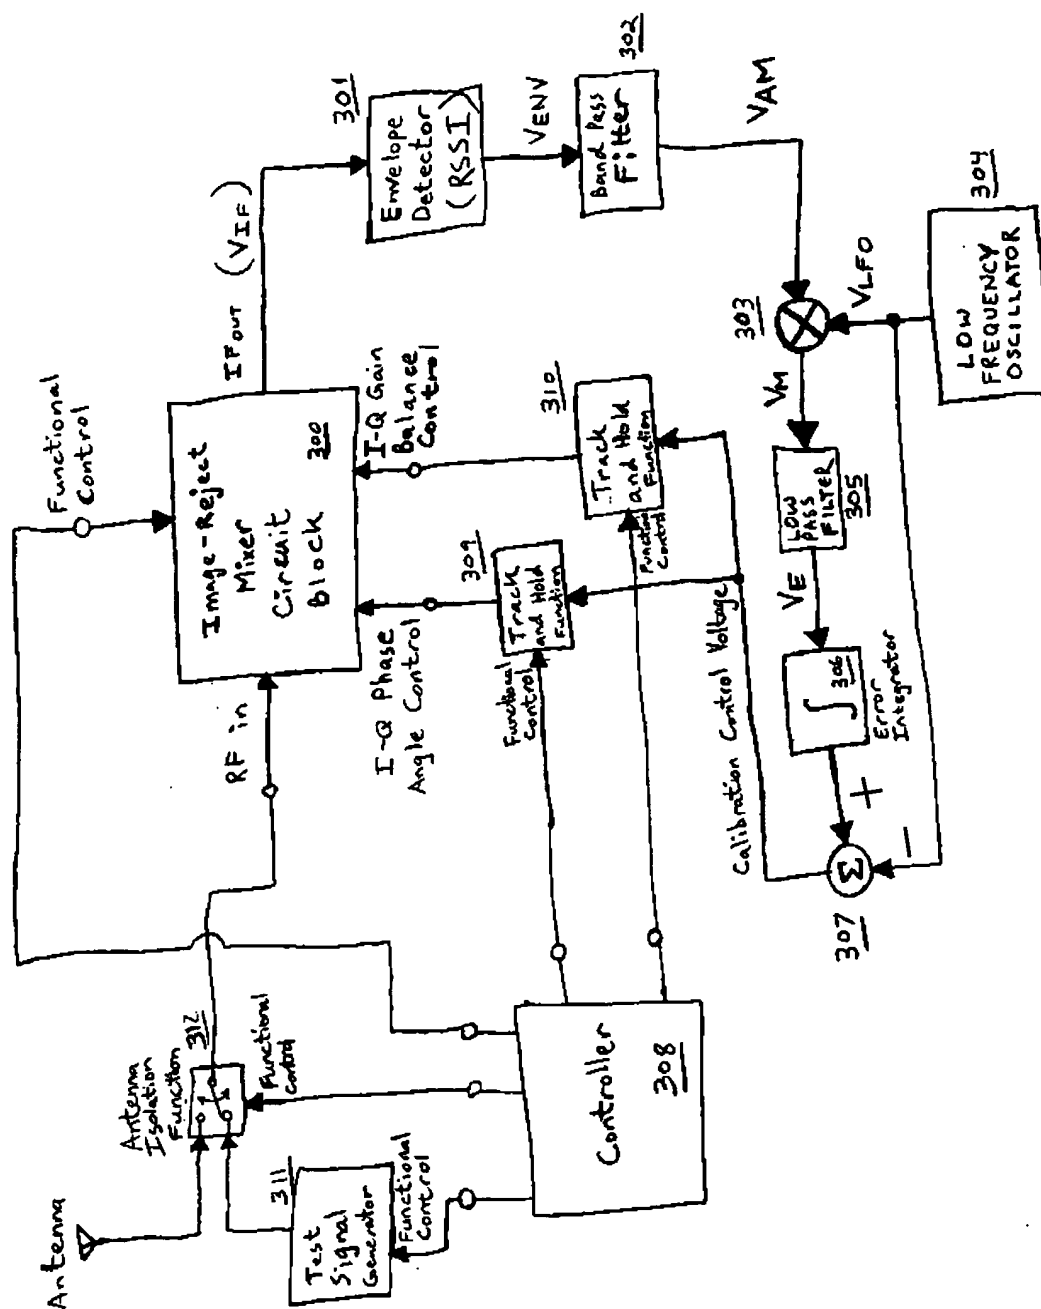 Antenna
Antenna
Isolation
Function
312
Functional
Control
Test
Signal
Generator
311
Functional Control
Controller
308
Functional
Control
RF in
Image-Reject
Mixer
Circuit
Block
300
IFOUT (VIF)
I-Q Phase
Angle Control
I-Q Gain
Balance
Control
Functional
Control
Track
and Hold
Function
309
Functional
Control
Track
and Hold
Function
310
Envelope
Detector
(RSSI)
301
VENV
Band Pass
Filter
302
VAM
303
VLFO
LOW
FREQUENCY
OSCILLATOR
304
VM
LOW
PASS
FILTER
305
VE
∫ 306
Error
Integrator
+
−
Σ
307
Calibration Control Voltage